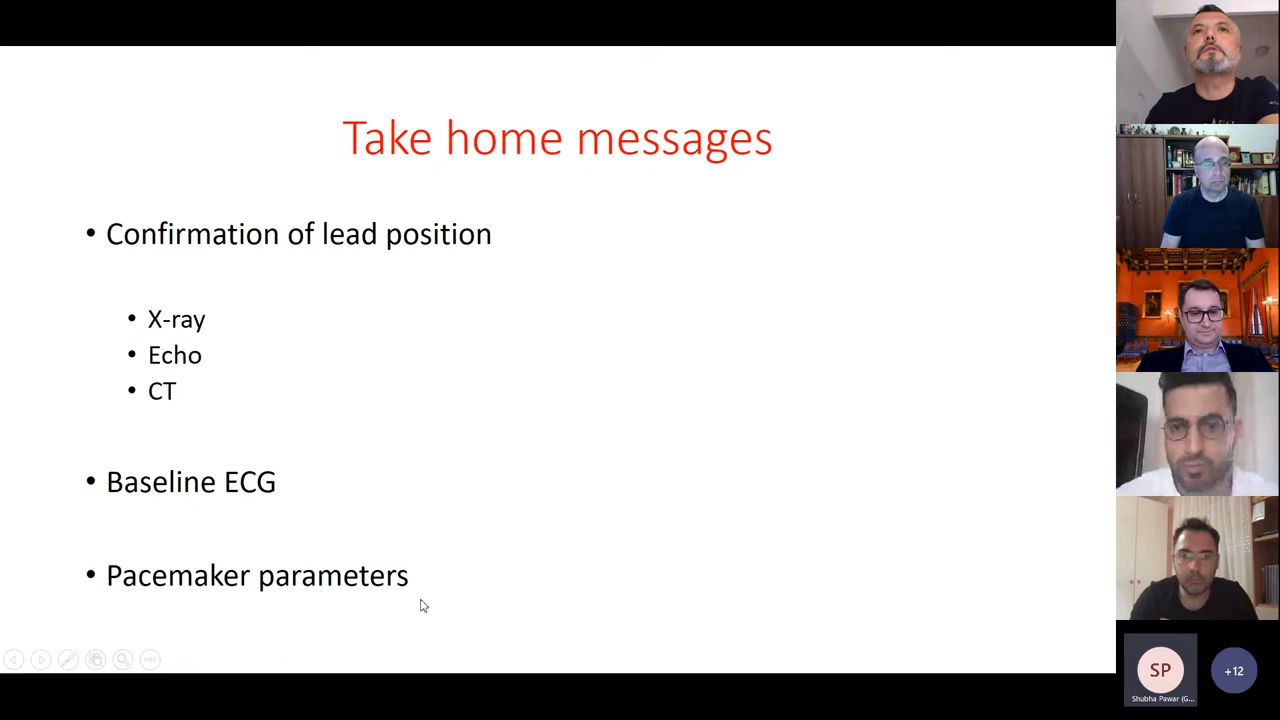 Take home messages
• Confirmation of lead position
• X-ray
• Echo
• CT
• Baseline ECG
• Pacemaker parameters
SP
+12
Shubha Pawar (G...